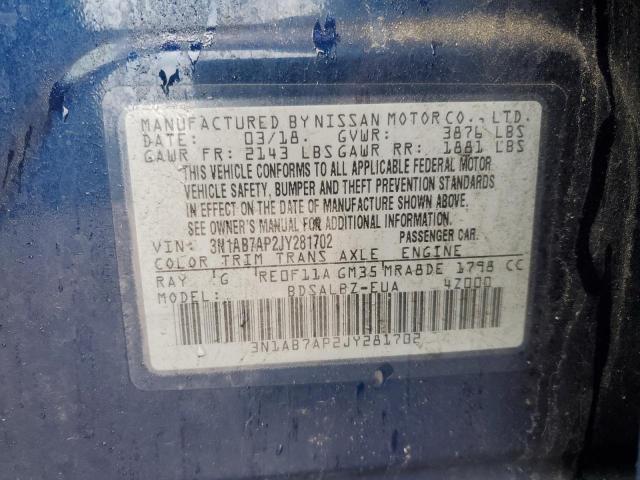 MANUFACTURED BY NISSAN MOTOR CO., LTD.
DATE: 03/18. GVWR: 3876 LBS
GAWR FR: 2143 LBS GAWR RR: 1881 LBS
THIS VEHICLE CONFORMS TO ALL APPLICABLE FEDERAL MOTOR
VEHICLE SAFETY, BUMPER AND THEFT PREVENTION STANDARDS
IN EFFECT ON THE DATE OF MANUFACTURE SHOWN ABOVE.
SEE OWNER'S MANUAL FOR ADDITIONAL INFORMATION.
VIN: 3N1AB7AP2JY281702 PASSENGER CAR.
COLOR TRIM TRANS AXLE ENGINE
RAY G RE0F11A GM35 MRA8DE 1798 CC
MODEL: BDSALBZ-EUA 4Z000
3N1AB7AP2JY281702